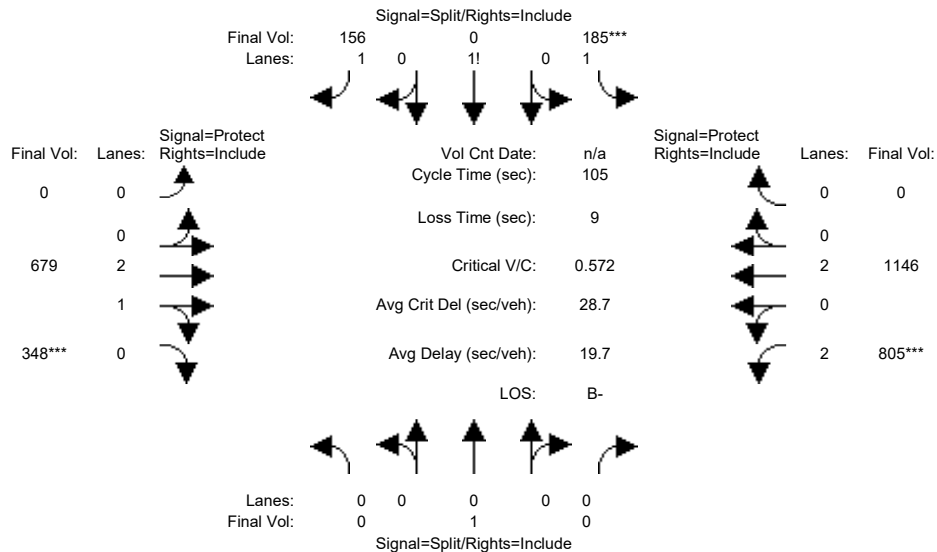 Signal=Split/Rights=Include
Final Vol: 156 0 185***
Lanes: 1 0 1! 0 1
Signal=Protect Signal=Protect
Final Vol: Lanes: Rights=Include Vol Cnt Date: n/a Rights=Include Lanes: Final Vol:
Cycle Time (sec): 105
0 0 0 0
Loss Time (sec): 9
0 0
679 2 Critical V/C: 0.572 2 1146
1 Avg Crit Del (sec/veh): 28.7 0
348*** 0 Avg Delay (sec/veh): 19.7 2 805***
LOS: B-
Lanes: 0 0 0 0 0
Final Vol: 0 1 0
Signal=Split/Rights=Include